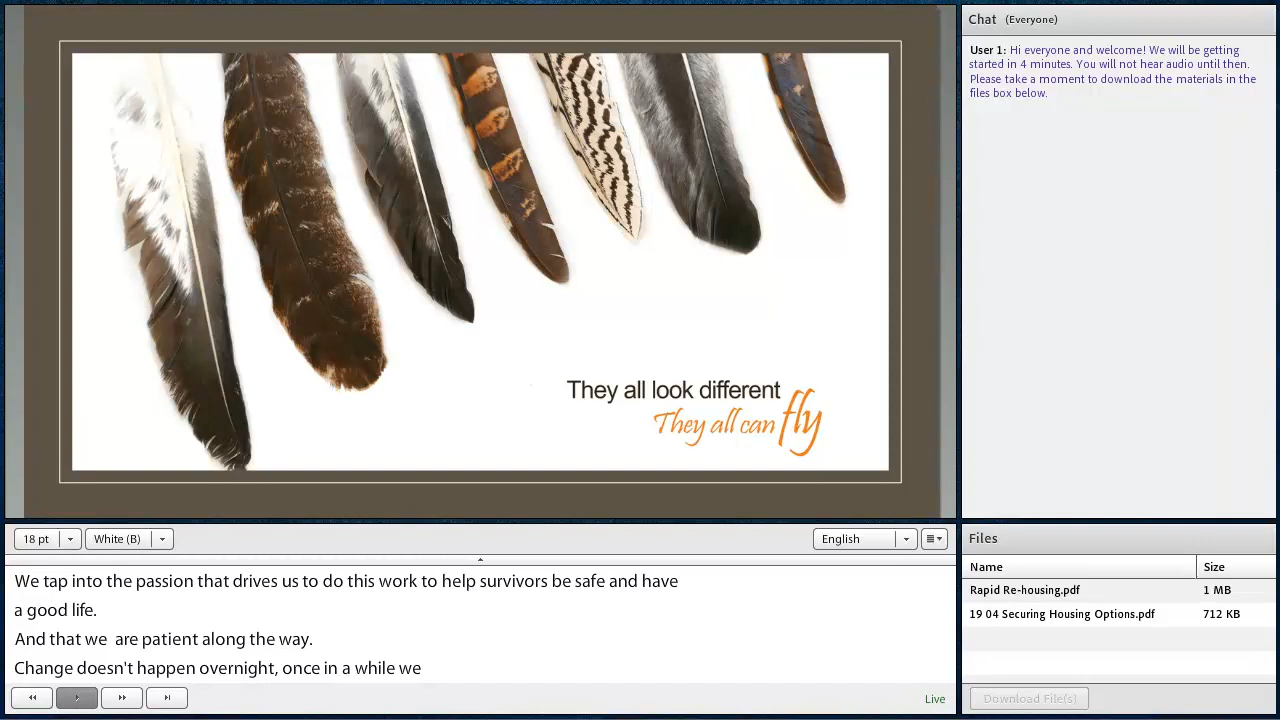 They all look different
They all can fly
Chat (Everyone)
User 1: Hi everyone and welcome! We will be getting
started in 4 minutes. You will not hear audio until then.
Please take a moment to download the materials in the
files box below.
18 pt
White (B)
English
We tap into the passion that drives us to do this work to help survivors be safe and have
a good life.
And that we are patient along the way.
Change doesn't happen overnight, once in a while we
Live
Files
Name Size
Rapid Re-housing.pdf 1 MB
19 04 Securing Housing Options.pdf 712 KB
Download File(s)